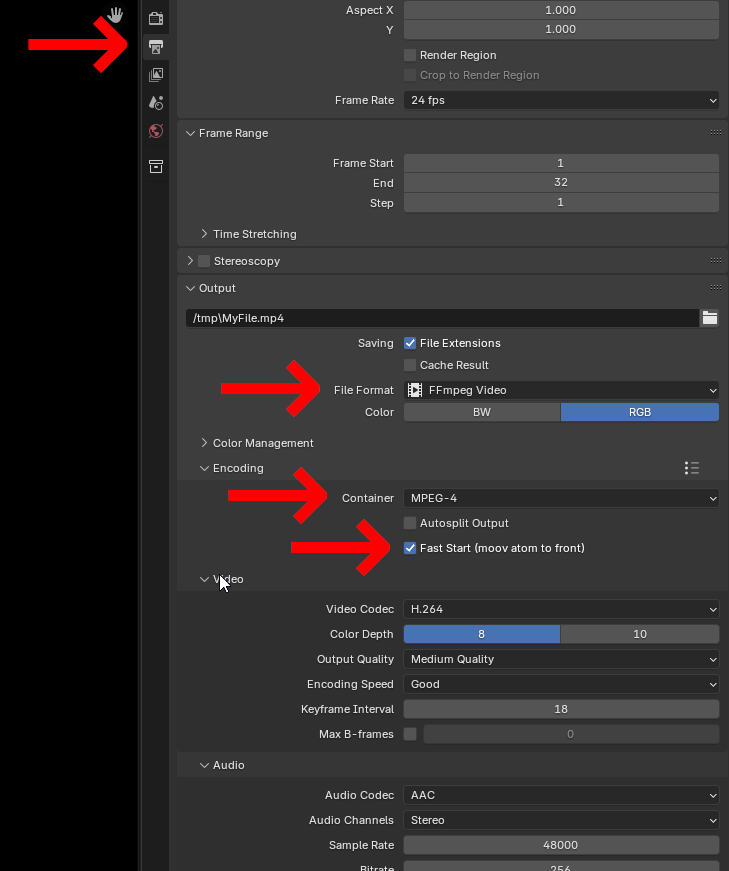 Aspect X 1.000
Y 1.000
Render Region
Crop to Render Region
Frame Rate 24 fps
Frame Range
Frame Start 1
End 32
Step 1
Time Stretching
Stereoscopy
Output
/tmp\MyFile.mp4
Saving File Extensions
Cache Result
File Format FFmpeg Video
Color BW RGB
Color Management
Encoding
Container MPEG-4
Autosplit Output
Fast Start (moov atom to front)
Video
Video Codec H.264
Color Depth 8 10
Output Quality Medium Quality
Encoding Speed Good
Keyframe Interval 18
Max B-frames 0
Audio
Audio Codec AAC
Audio Channels Stereo
Sample Rate 48000
Bitrate 256